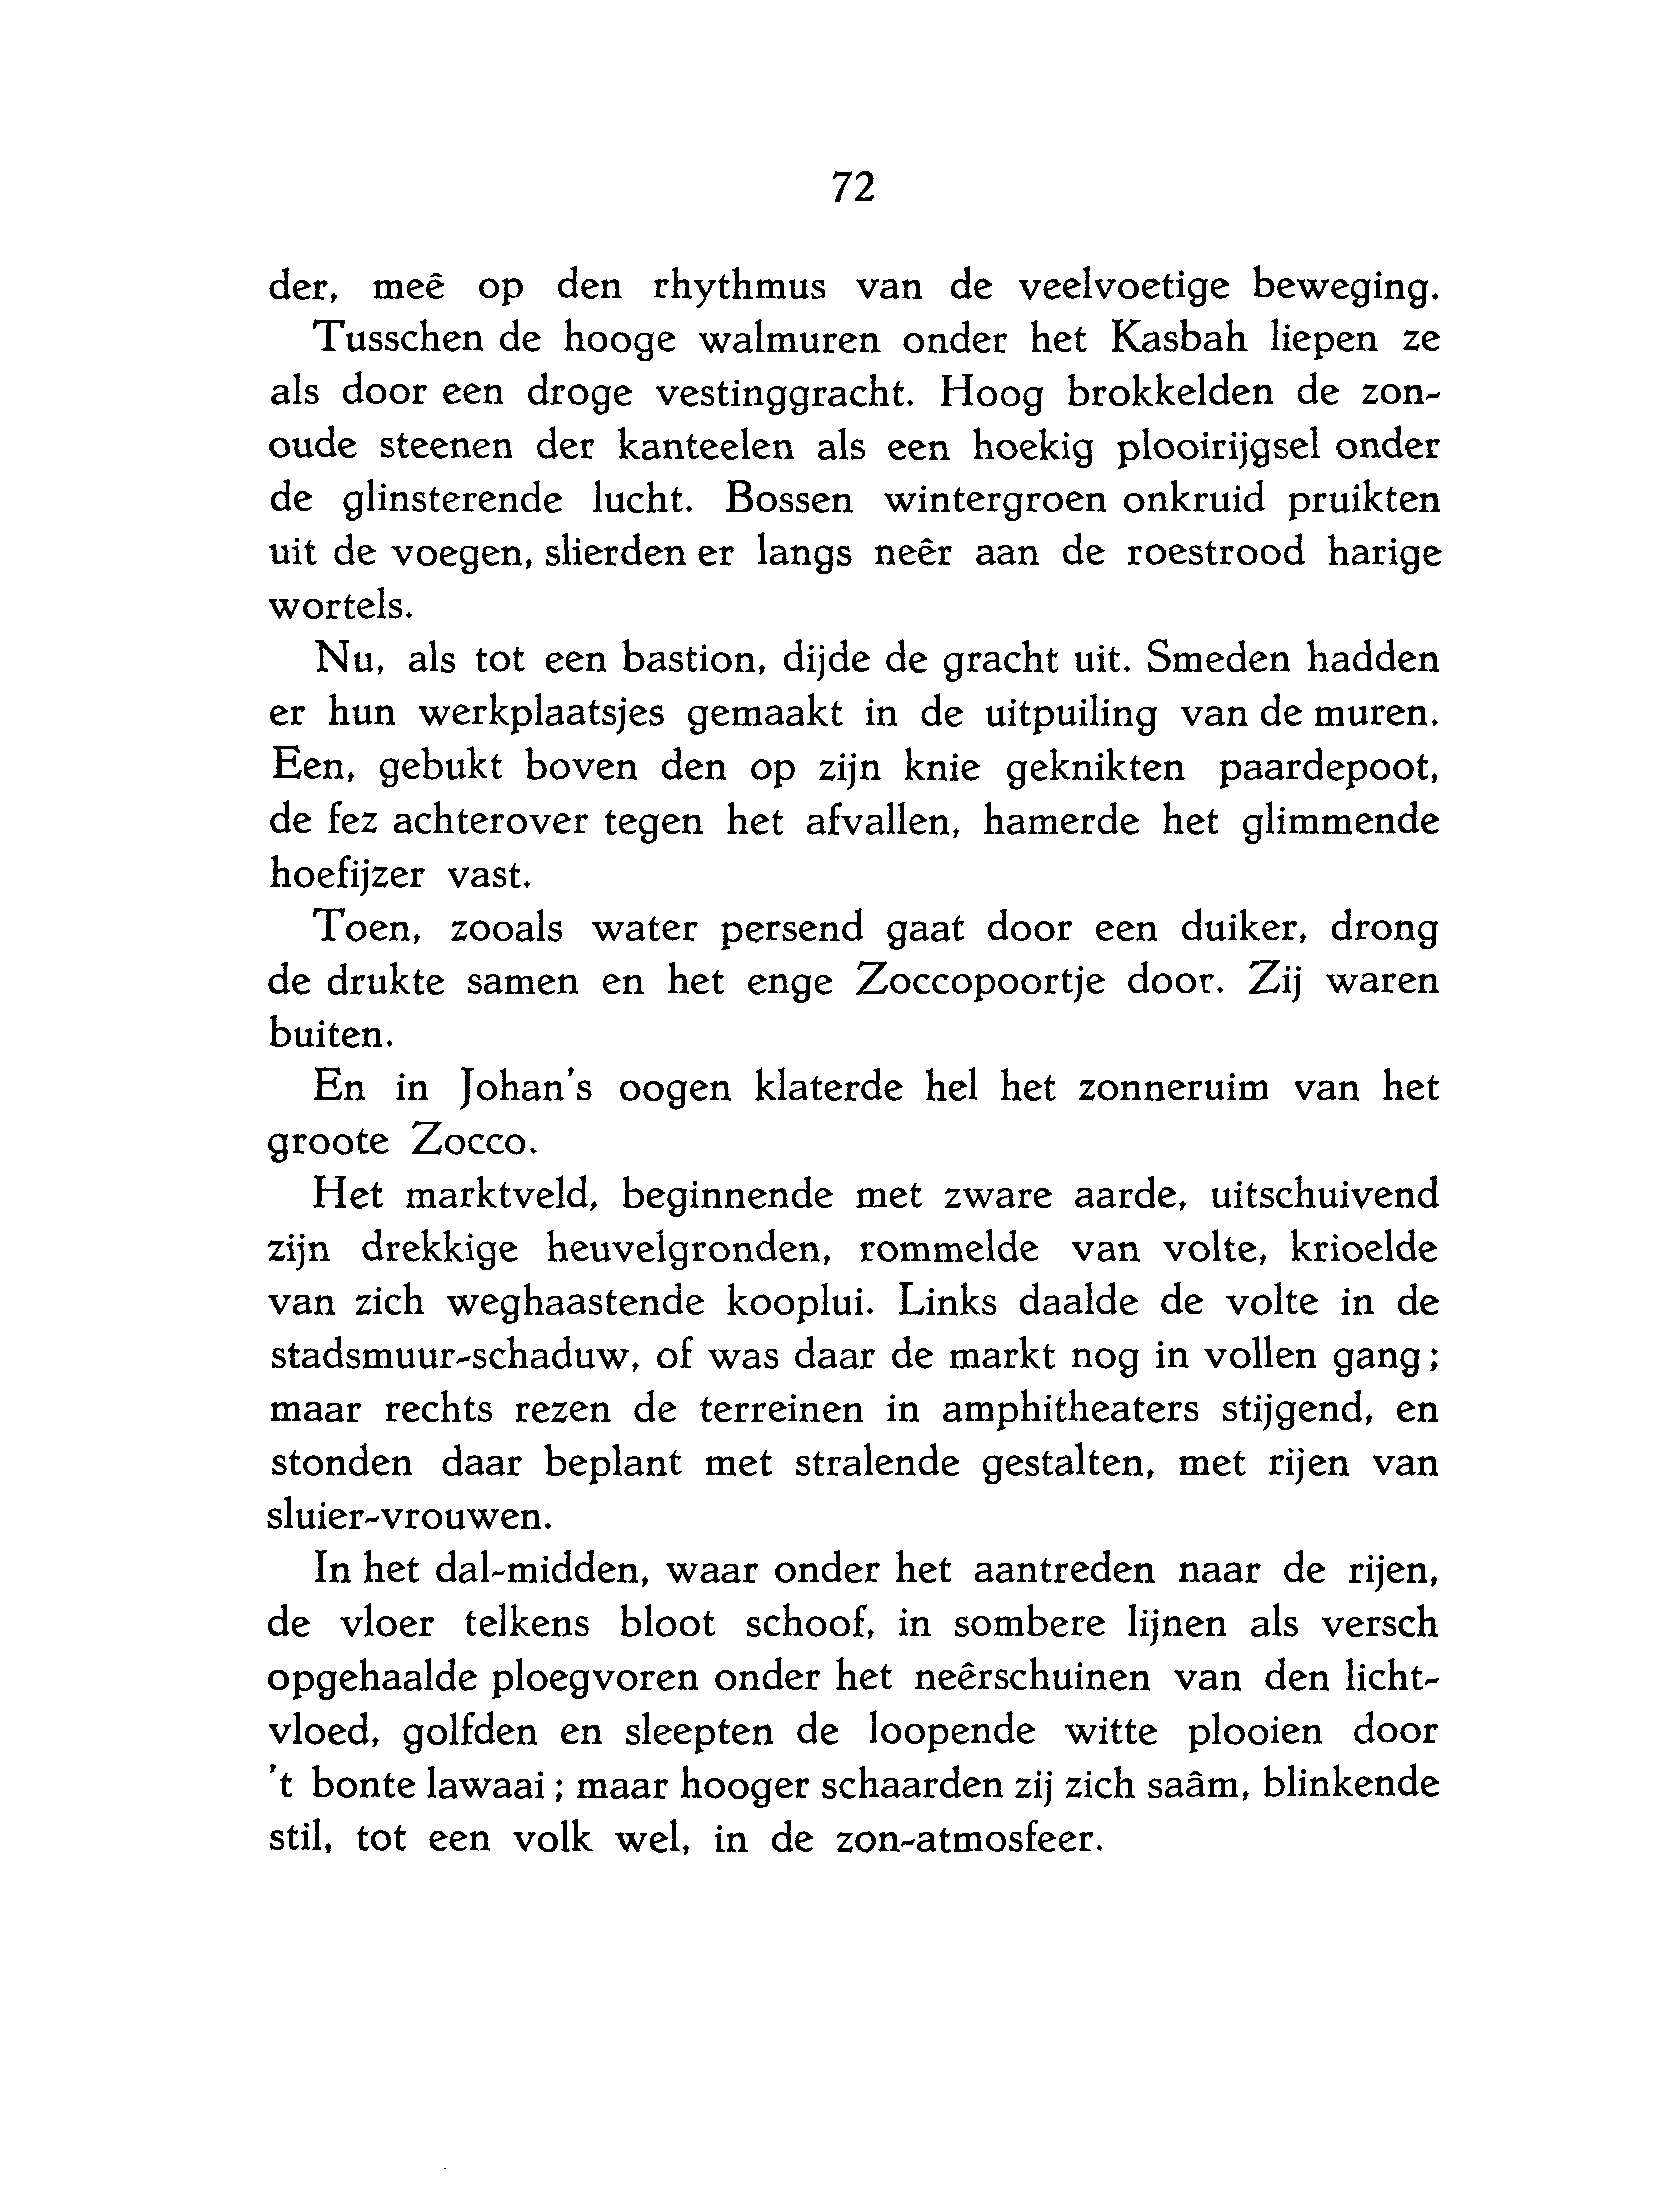 72
der, meê op den rhythmus van de veelvoetige beweging.
Tusschen de hooge walmuren onder het Kasbah liepen ze
als door een droge vestinggracht. Hoog brokkelden de zon-
oude steenen der kanteelen als een hoekig plooirijgsel onder
de glinsterende lucht. Bossen wintergroen onkruid pruikten
uit de voegen, slierden er langs neêr aan de roestrood harige
wortels.
Nu, als tot een bastion, dijde de gracht uit. Smeden hadden
er hun werkplaatsjes gemaakt in de uitpuiling van de muren.
Een, gebukt boven den op zijn knie geknikten paardepoot,
de fez achterover tegen het afvallen, hamerde het glimmende
hoefijzer vast.
Toen, zooals water persend gaat door een duiker, drong
de drukte samen en het enge Zoccopoortje door. Zij waren
buiten.
En in Johan's oogen klaterde hel het zonneruim van het
groote Zocco.
Het marktveld, beginnende met zware aarde, uitschuivend
zijn drekkige heuvelgronden, rommelde van volte, krioelde
van zich weghaastende kooplui. Links daalde de volte in de
stadsmuur-schaduw, of was daar de markt nog in vollen gang;
maar rechts rezen de terreinen in amphitheaters stijgend, en
stonden daar beplant met stralende gestalten, met rijen van
sluier-vrouwen.
In het dal-midden, waar onder het aantreden naar de rijen,
de vloer telkens bloot schoof, in sombere lijnen als versch
opgehaalde ploegvoren onder het neêrschuinen van den licht-
vloed, golfden en sleepten de loopende witte plooien door
't bonte lawaai; maar hooger schaarden zij zich saâm, blinkende
stil, tot een volk wel, in de zon-atmosfeer.